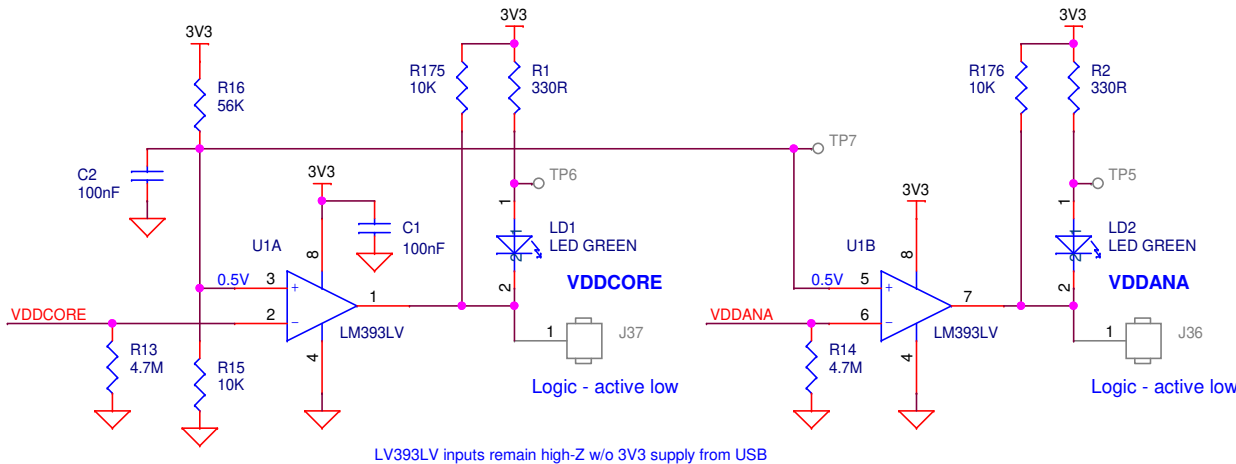 3V3
R16
56K
C2
100nF
3V3
R175
10K
R1
330R
3V3
R176
10K
R2
330R
TP7
3V3
TP6
1
C1
100nF
LD1
LED GREEN
2 1
2
VDDCORE
U1A
8
0.5V
3
+
2
−
1
4
LM393LV
VDDCORE
R13
4.7M
R15
10K
1
J37
Logic - active low
3V3
TP5
1
LD2
LED GREEN
2 1
2
VDDANA
U1B
8
0.5V
5
+
6
−
7
4
LM393LV
VDDANA
R14
4.7M
1
J36
Logic - active low
LV393LV inputs remain high-Z w/o 3V3 supply from USB